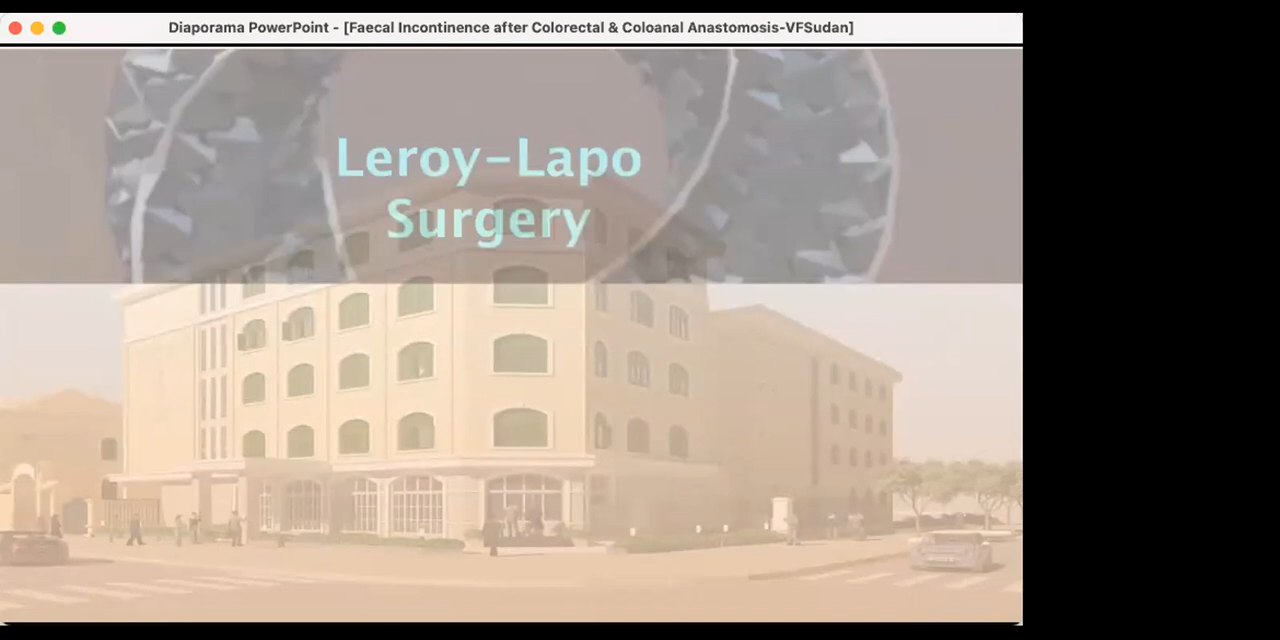 Diaporama PowerPoint - [Faecal Incontinence after Colorectal & Coloanal Anastomosis-VFSudan]
Leroy-Lapo
Surgery